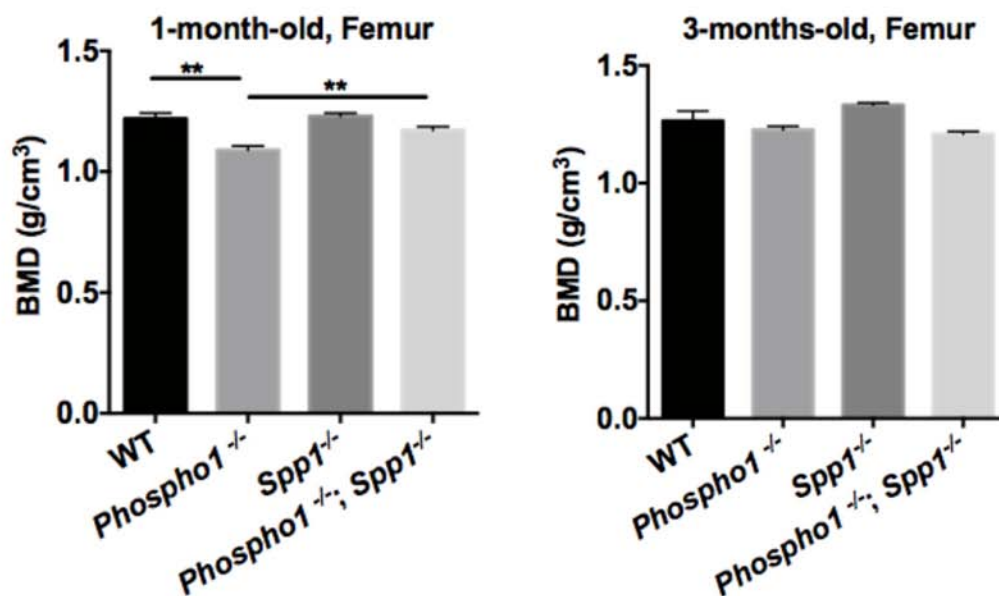 1-month-old, Femur
BMD (g/cm³)
1.5
1.0
0.5
0.0
**
**
WT
Phospho1 -/-
Spp1-/-
Phospho1 -/-; Spp1-/-
3-months-old, Femur
BMD (g/cm³)
1.5
1.0
0.5
0.0
WT
Phospho1 -/-
Spp1-/-
Phospho1 -/-; Spp1-/-